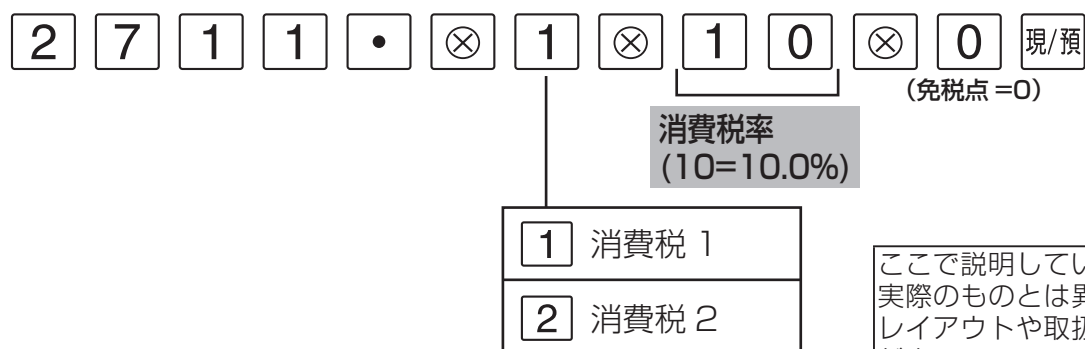 2 7 1 1 • ⊗ 1 ⊗ 1 0 ⊗ 0 現/預
(免税点=0)
消費税率
(10=10.0%)
1 消費税 1
2 消費税 2
ここで説明してい
実際のものとは異
レイアウトや取扱